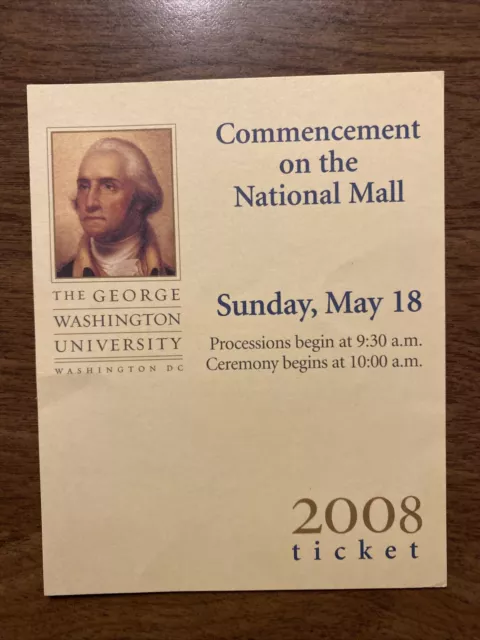 Commencement
on the
National Mall
THE GEORGE
WASHINGTON
UNIVERSITY
WASHINGTON DC
Sunday, May 18
Processions begin at 9:30 a.m.
Ceremony begins at 10:00 a.m.
2008
ticket